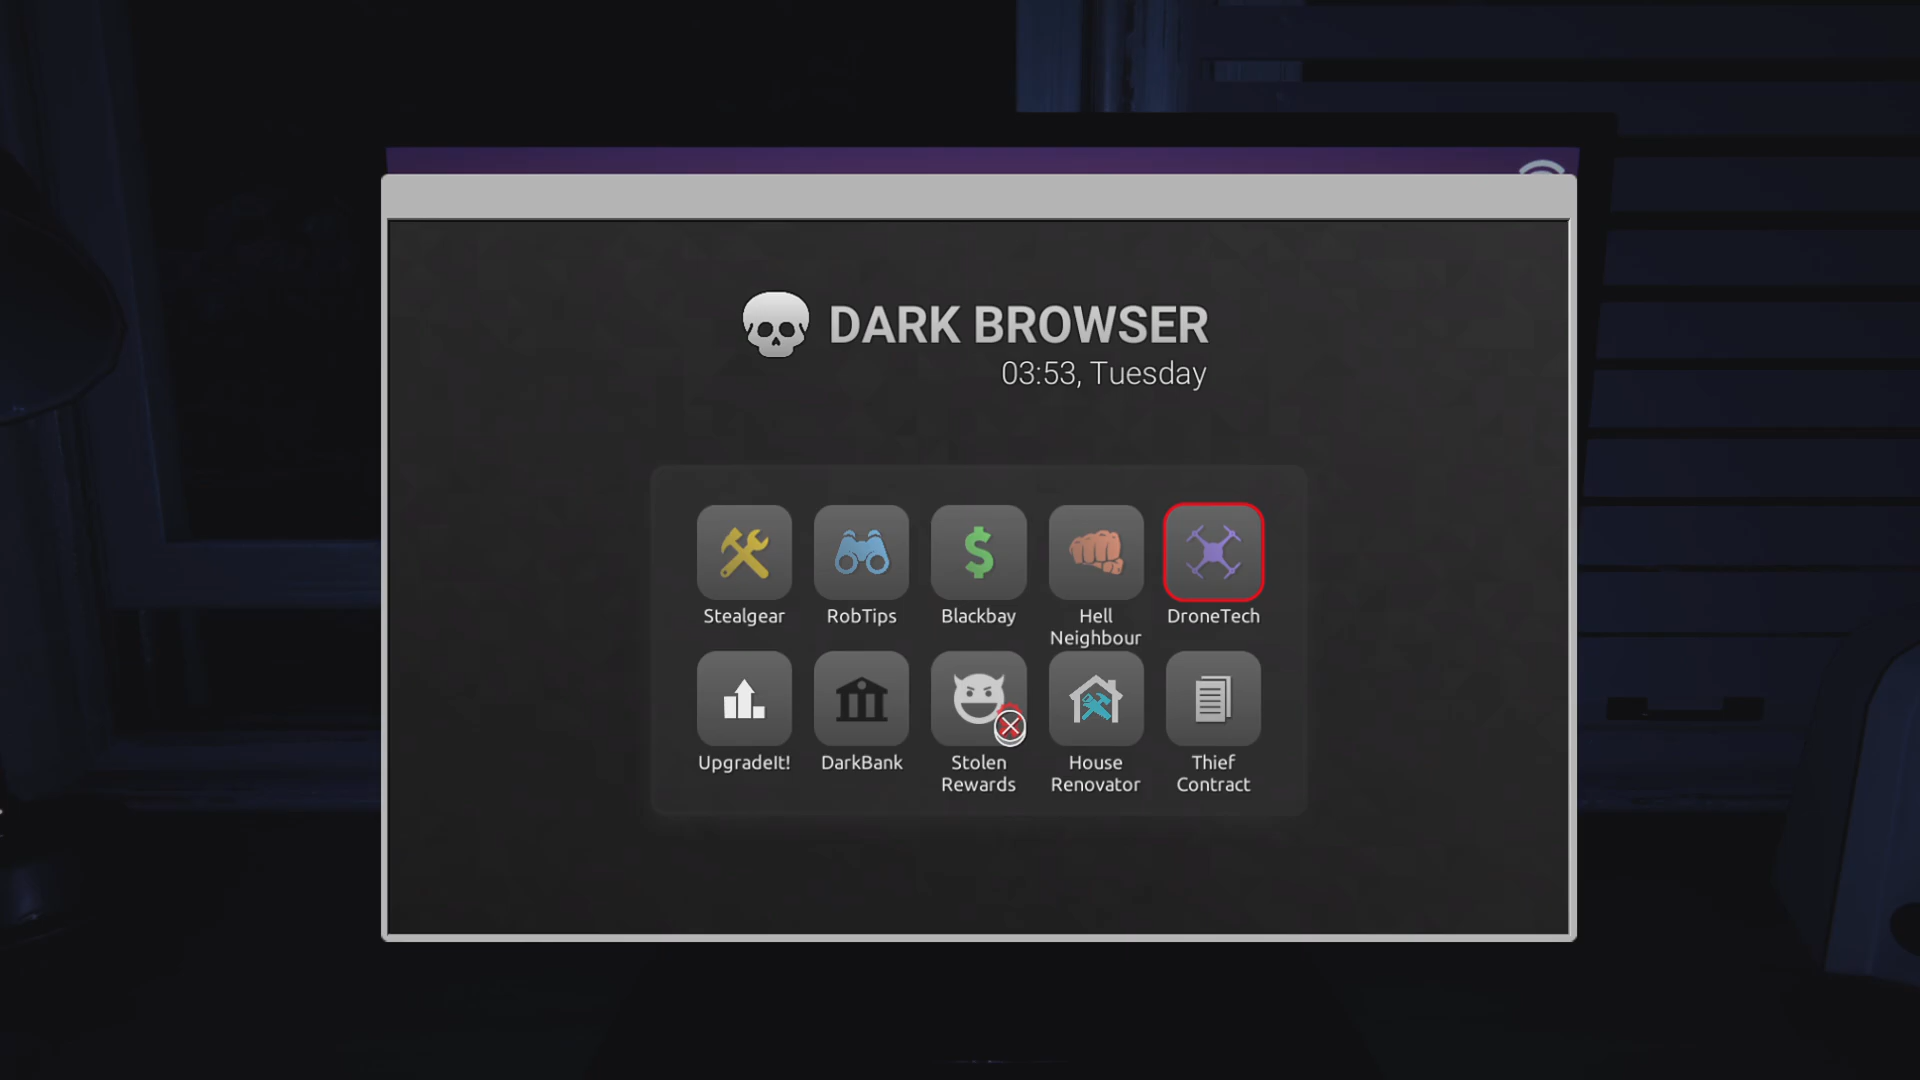 DARK BROWSER
03:53, Tuesday
Stealgear
RobTips
Blackbay
Hell
Neighbour
DroneTech
UpgradeIt!
DarkBank
Stolen
Rewards
House
Renovator
Thief
Contract